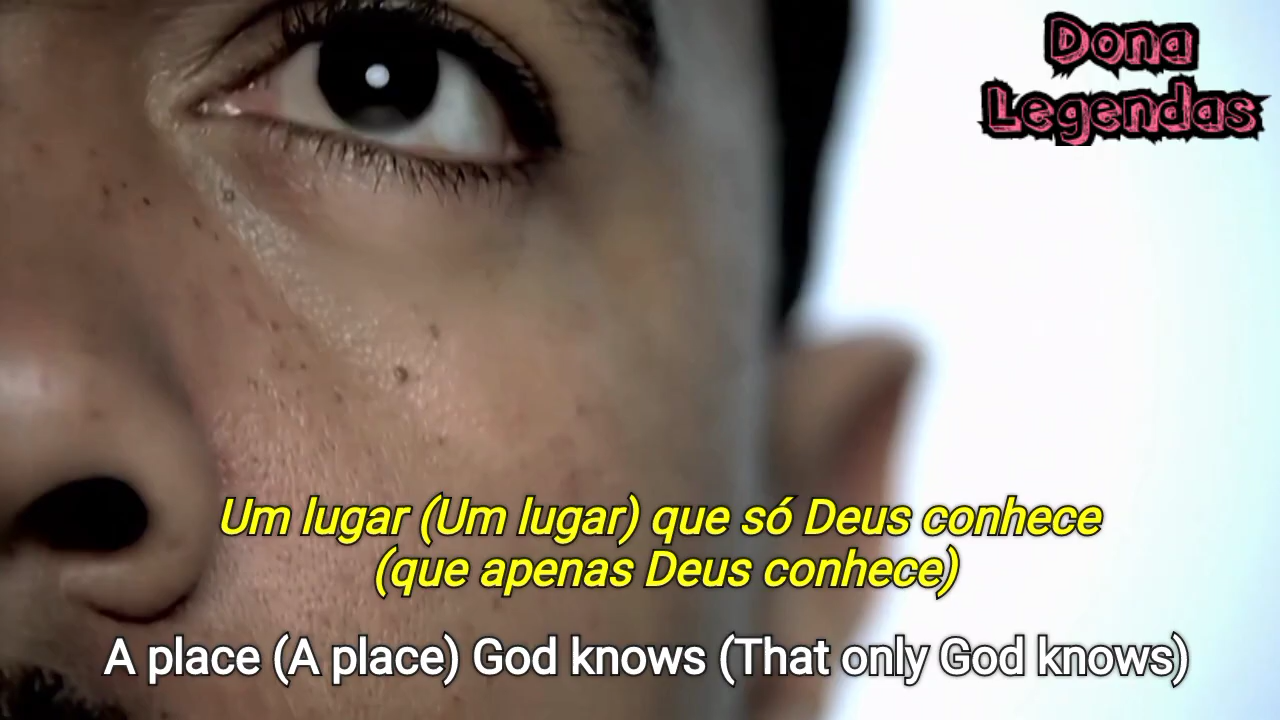 Dona
Legendas
Um lugar (Um lugar) que só Deus conhece
(que apenas Deus conhece)
A place (A place) God knows (That only God knows)